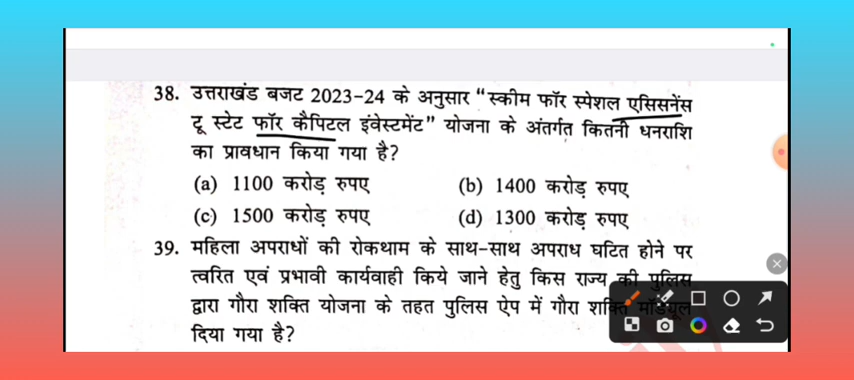 38. उत्तराखंड बजट 2023-24 के अनुसार “स्कीम फॉर स्पेशल एसिसनेंस
टू स्टेट फॉर कैपिटल इंवेस्टमेंट” योजना के अंतर्गत कितनी धनराशि
का प्रावधान किया गया है?
(a) 1100 करोड़ रुपए (b) 1400 करोड़ रुपए
(c) 1500 करोड़ रुपए (d) 1300 करोड़ रुपए
39. महिला अपराधों की रोकथाम के साथ-साथ अपराध घटित होने पर
त्वरित एवं प्रभावी कार्यवाही किये जाने हेतु किस राज्य की पुलिस
द्वारा गौरा शक्ति योजना के तहत पुलिस ऐप में गौरा शक्ति मॉड्यूल
दिया गया है?